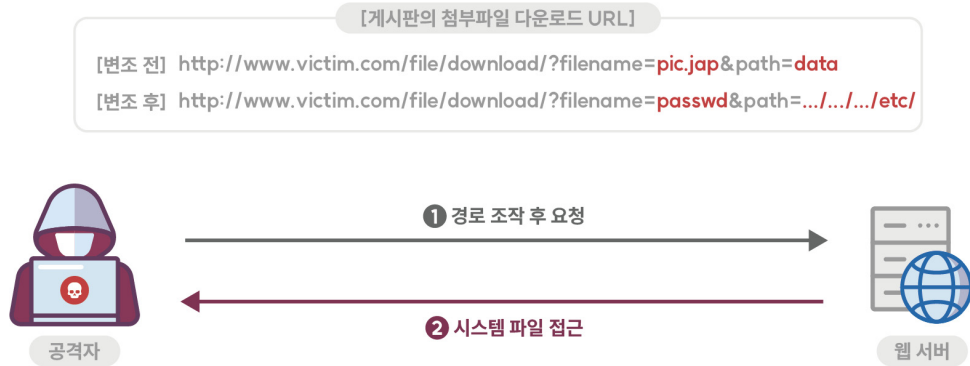 [게시판의 첨부파일 다운로드 URL]
[변조 전] http://www.victim.com/file/download/?filename=pic.jap&path=data
[변조 후] http://www.victim.com/file/download/?filename=passwd&path=.../.../.../etc/
1 경로 조작 후 요청
2 시스템 파일 접근
공격자
웹 서버